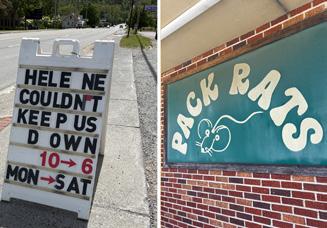 HELENE
COULDN'T
KEEP US
DOWN
10→6
MON→SAT
PACK RATS